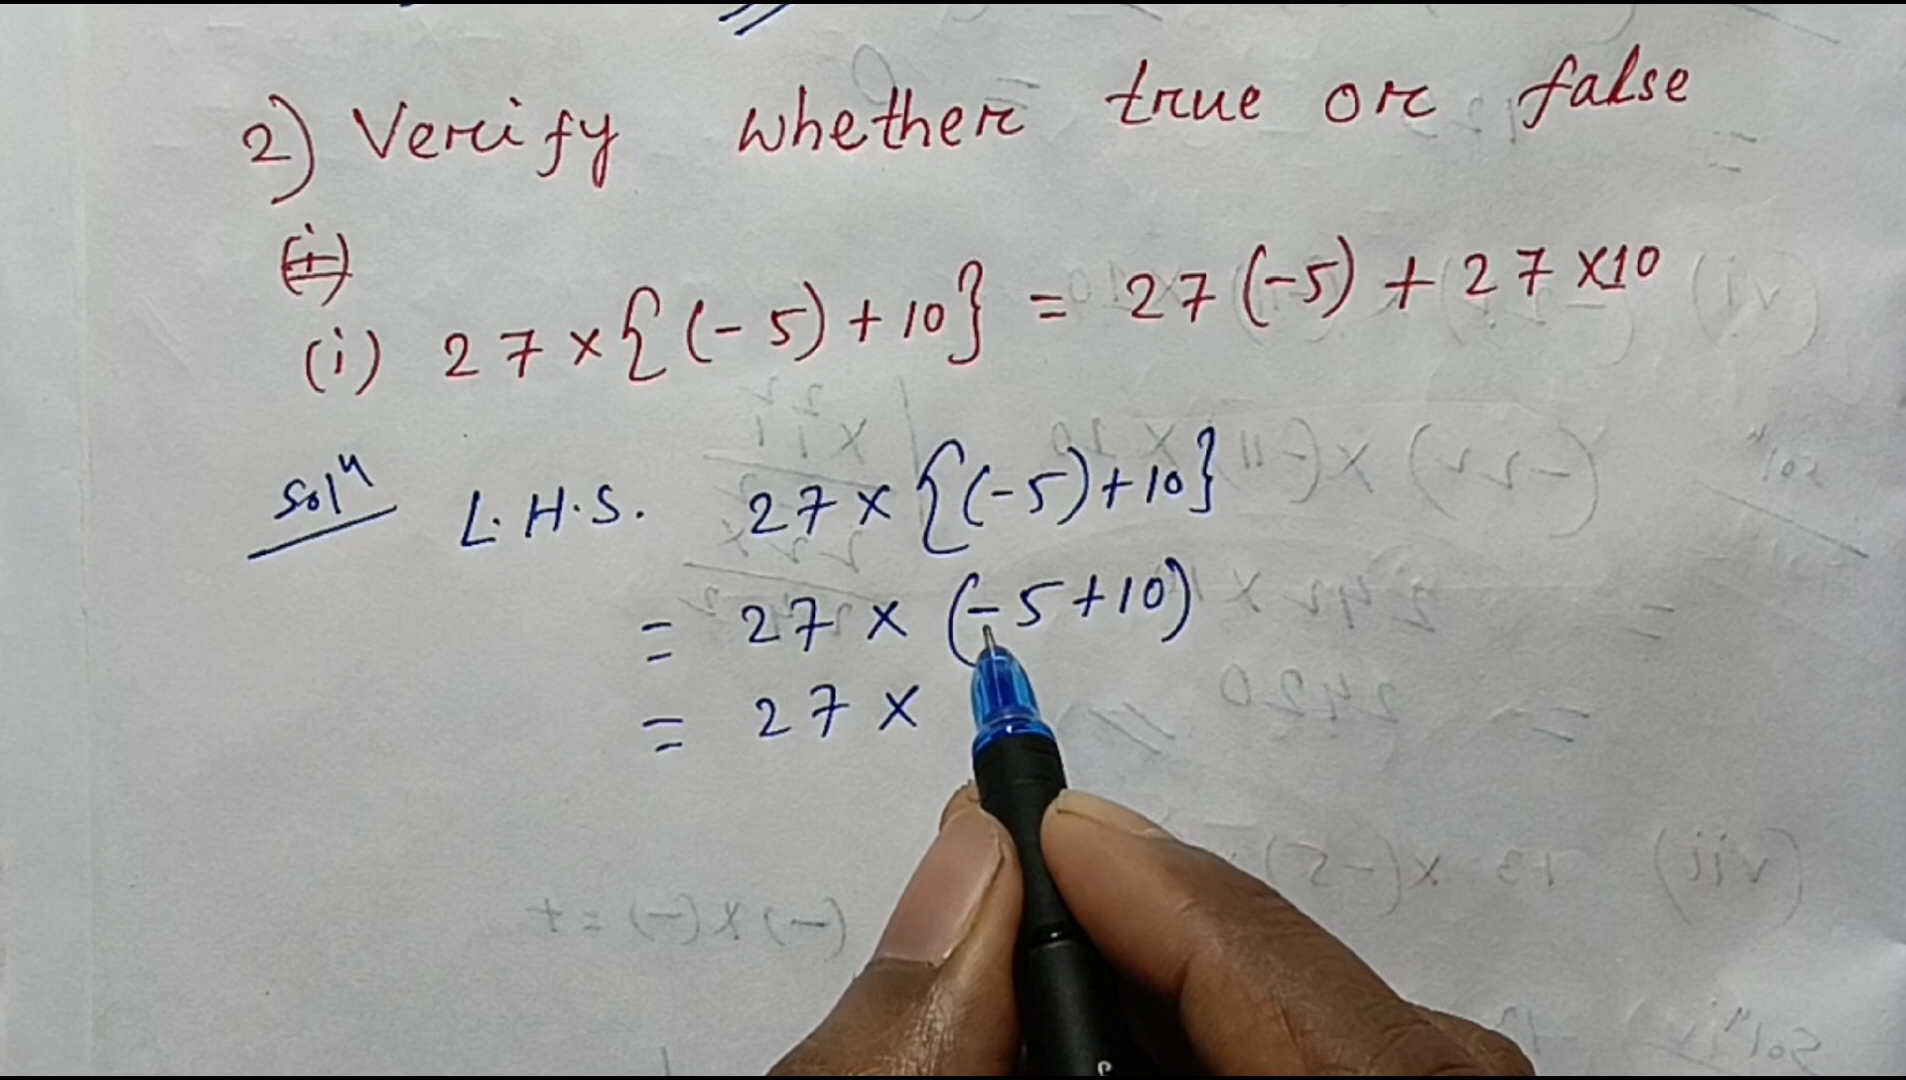 2) Verify whether true or false
(i)
(i) 27 × {(-5) + 10} = 27 (-5) + 27 × 10
Solⁿ L.H.S. 27 × {(-5) + 10}
= 27 × (-5 + 10)
= 27 ×